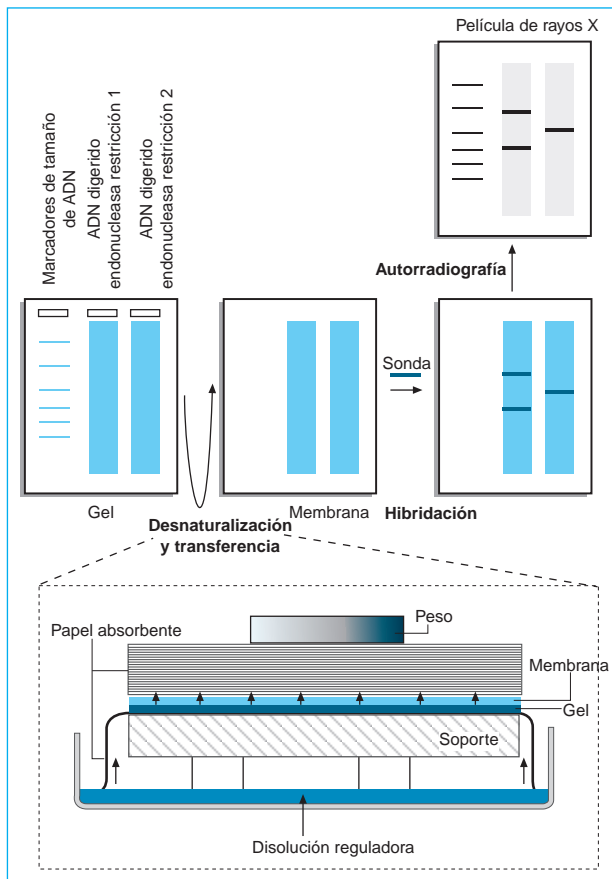 Película de rayos X
Marcadores de tamaño
de ADN
ADN digerido
endonucleasa restricción 1
ADN digerido
endonucleasa restricción 2
Autorradiografía
Sonda
Gel
Membrana
Hibridación
Desnaturalización
y transferencia
Peso
Papel absorbente
Membrana
Gel
Soporte
Disolución reguladora